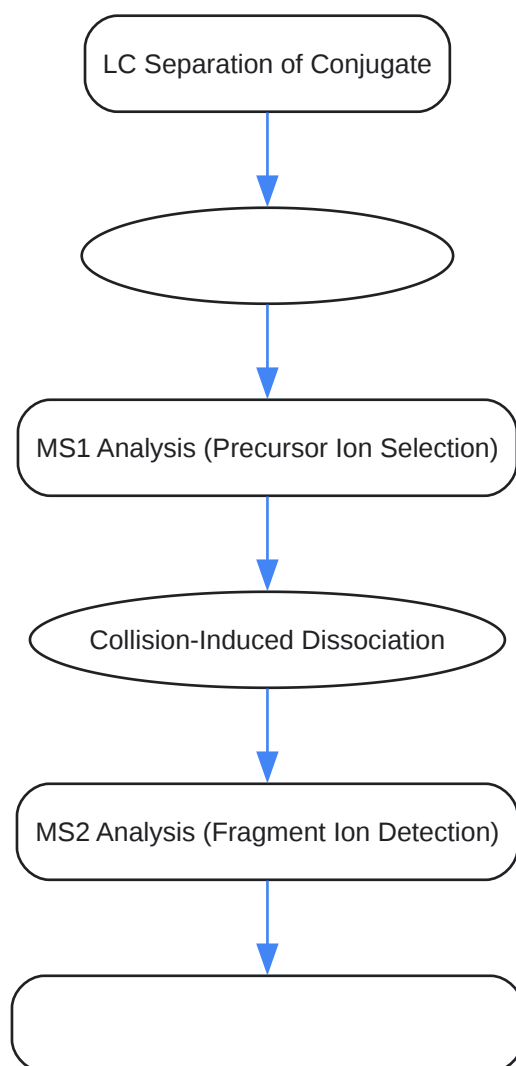 LC Separation of Conjugate
MS1 Analysis (Precursor Ion Selection)
Collision-Induced Dissociation
MS2 Analysis (Fragment Ion Detection)